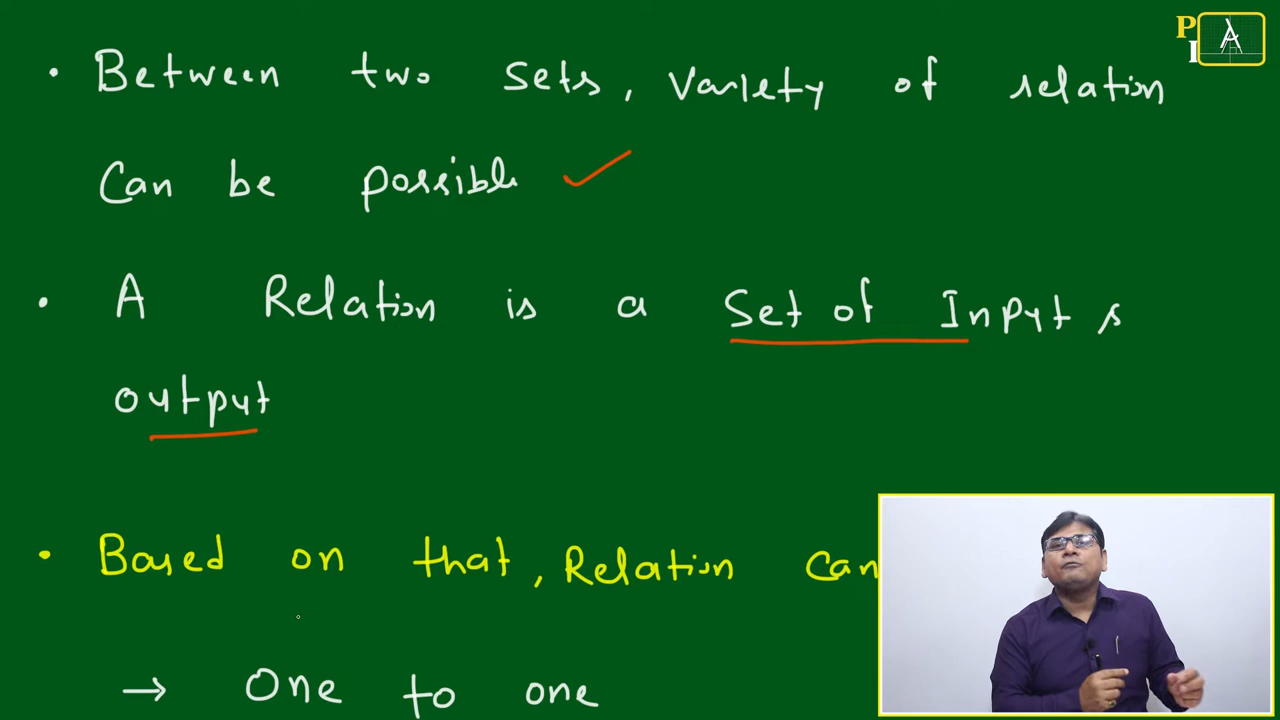 P
I
• Between two sets, variety of relation
Can be possible ✓
• A Relation is a Set of Input s
output
• Based on that, Relation can
→ One to one